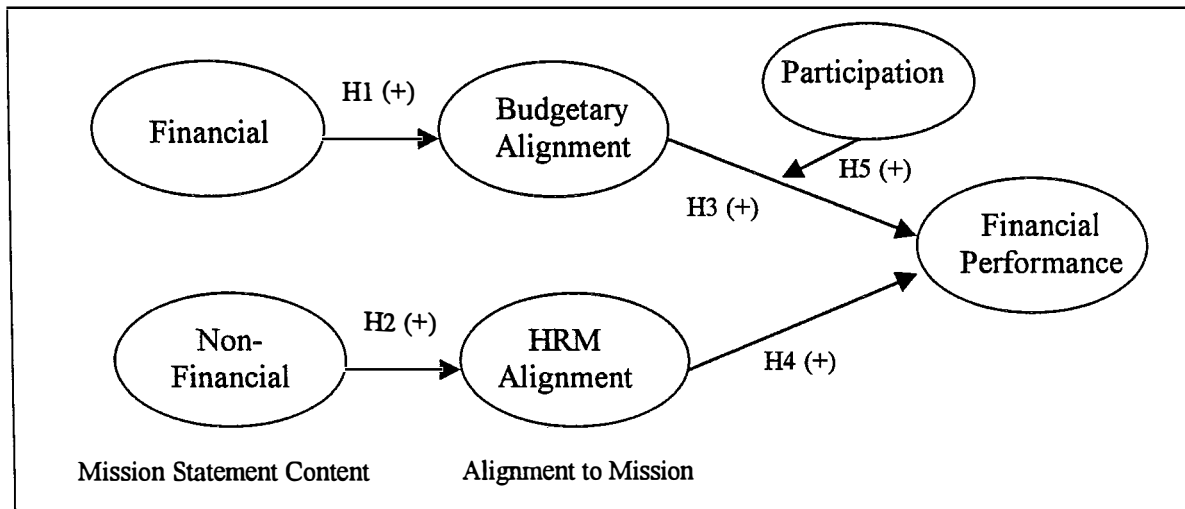 Participation
H1 (+)
Financial
Budgetary
Alignment
H5 (+)
H3 (+)
Financial
Performance
H2 (+)
Non-
Financial
HRM
Alignment
H4 (+)
Mission Statement Content
Alignment to Mission